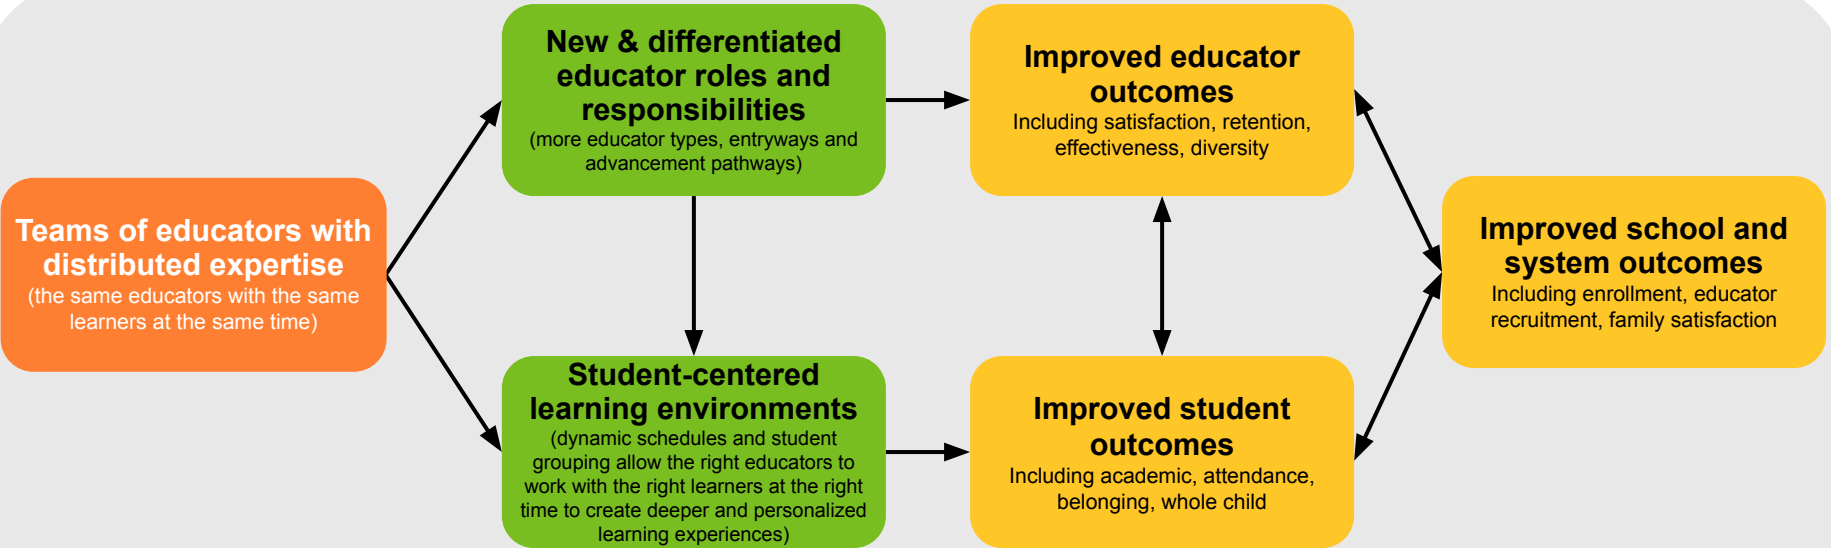 Teams of educators with
distributed expertise
(the same educators with the same
learners at the same time)
New & differentiated
educator roles and
responsibilities
(more educator types, entryways and
advancement pathways)
Student-centered
learning environments
(dynamic schedules and student
grouping allow the right educators to
work with the right learners at the right
time to create deeper and personalized
learning experiences)
Improved educator
outcomes
Including satisfaction, retention,
effectiveness, diversity
Improved student
outcomes
Including academic, attendance,
belonging, whole child
Improved school and
system outcomes
Including enrollment, educator
recruitment, family satisfaction